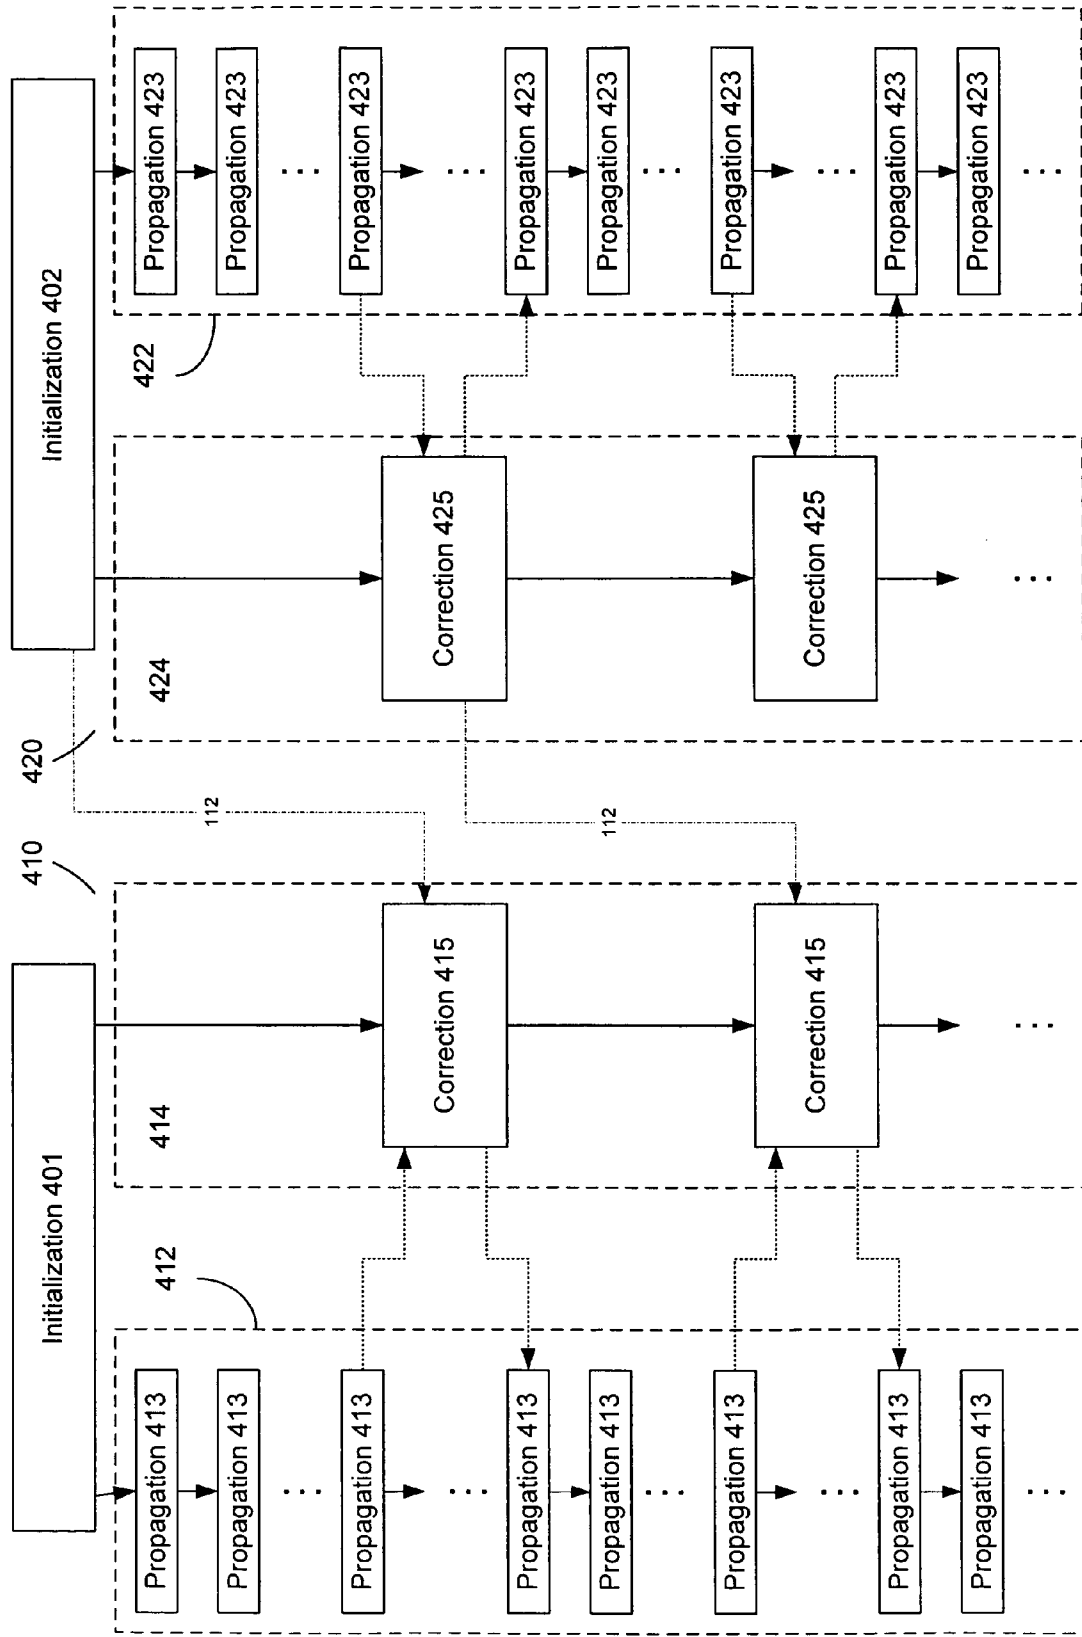 Initialization 401
Initialization 402
410
420
412
414
424
422
Propagation 413
Propagation 413
...
Propagation 413
...
Propagation 413
Propagation 413
...
Propagation 413
...
Propagation 413
Propagation 413
...
Correction 415
Correction 415
...
112
112
Correction 425
Correction 425
...
Propagation 423
Propagation 423
...
Propagation 423
...
Propagation 423
Propagation 423
...
Propagation 423
...
Propagation 423
Propagation 423
...